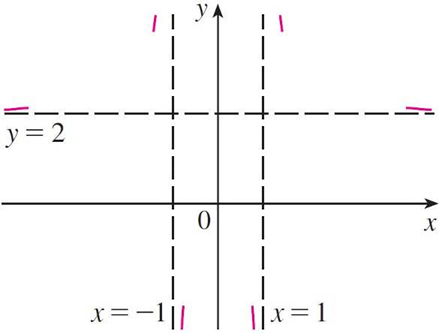 y
y = 2
0
x
x = −1
x = 1